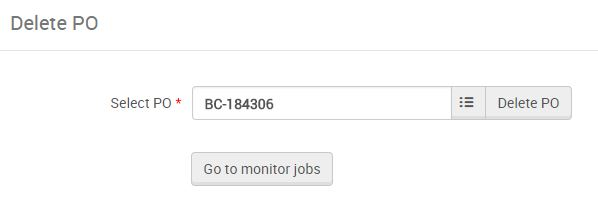 Delete PO
Select PO * BC-184306 Delete PO
Go to monitor jobs